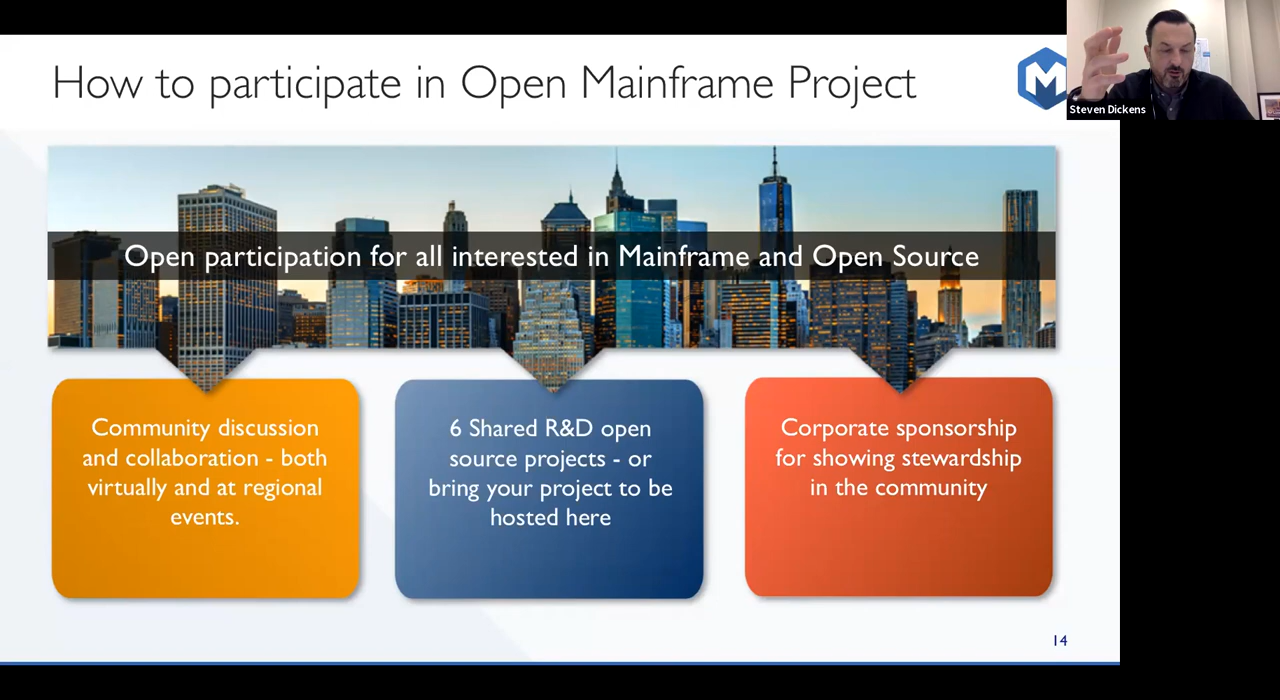 How to participate in Open Mainframe Project
M
Steven Dickens
Open participation for all interested in Mainframe and Open Source
Community discussion
and collaboration - both
virtually and at regional
events.
6 Shared R&D open
source projects - or
bring your project to be
hosted here
Corporate sponsorship
for showing stewardship
in the community
14